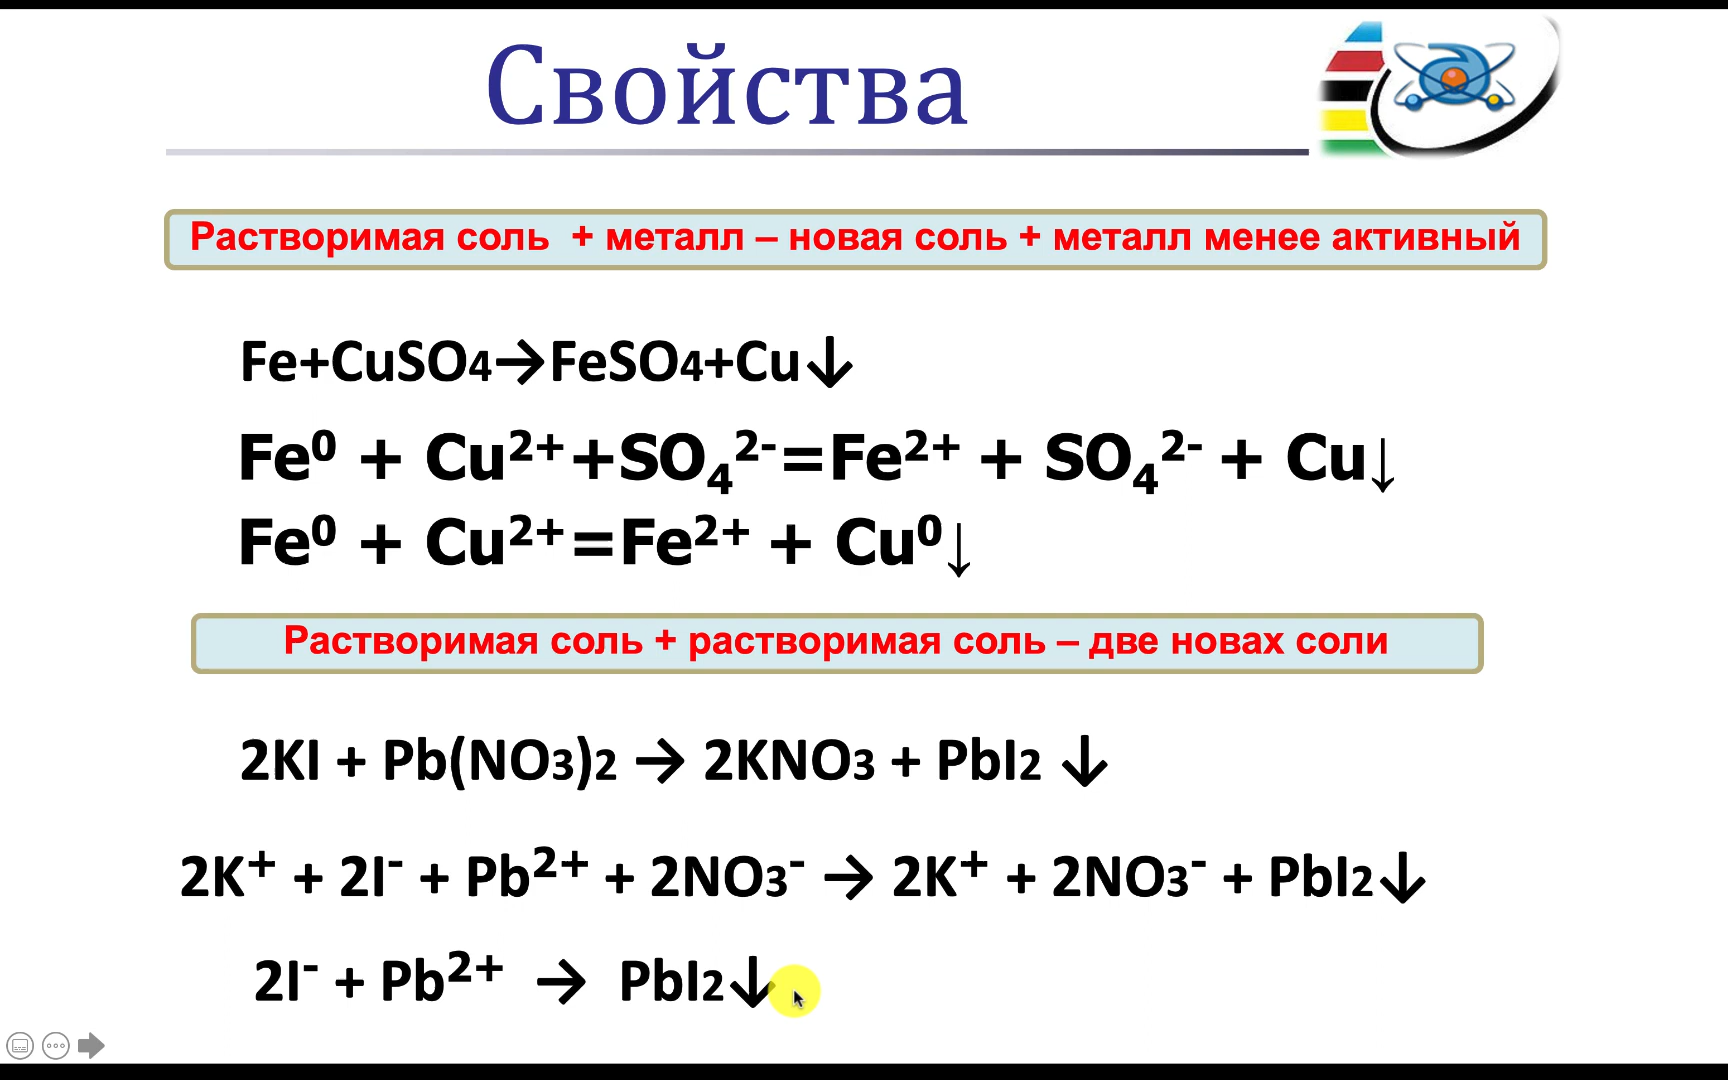 Свойства
Растворимая соль + металл – новая соль + металл менее активный
Fe+CuSO4→FeSO4+Cu↓
Fe⁰ + Cu²⁺+SO₄²⁻=Fe²⁺ + SO₄²⁻ + Cu↓
Fe⁰ + Cu²⁺=Fe²⁺ + Cu⁰↓
Растворимая соль + растворимая соль – две новах соли
2KI + Pb(NO3)2 → 2KNO3 + PbI2 ↓
2K⁺ + 2I⁻ + Pb²⁺ + 2NO3⁻ → 2K⁺ + 2NO3⁻ + PbI2↓
2I⁻ + Pb²⁺ → PbI2↓